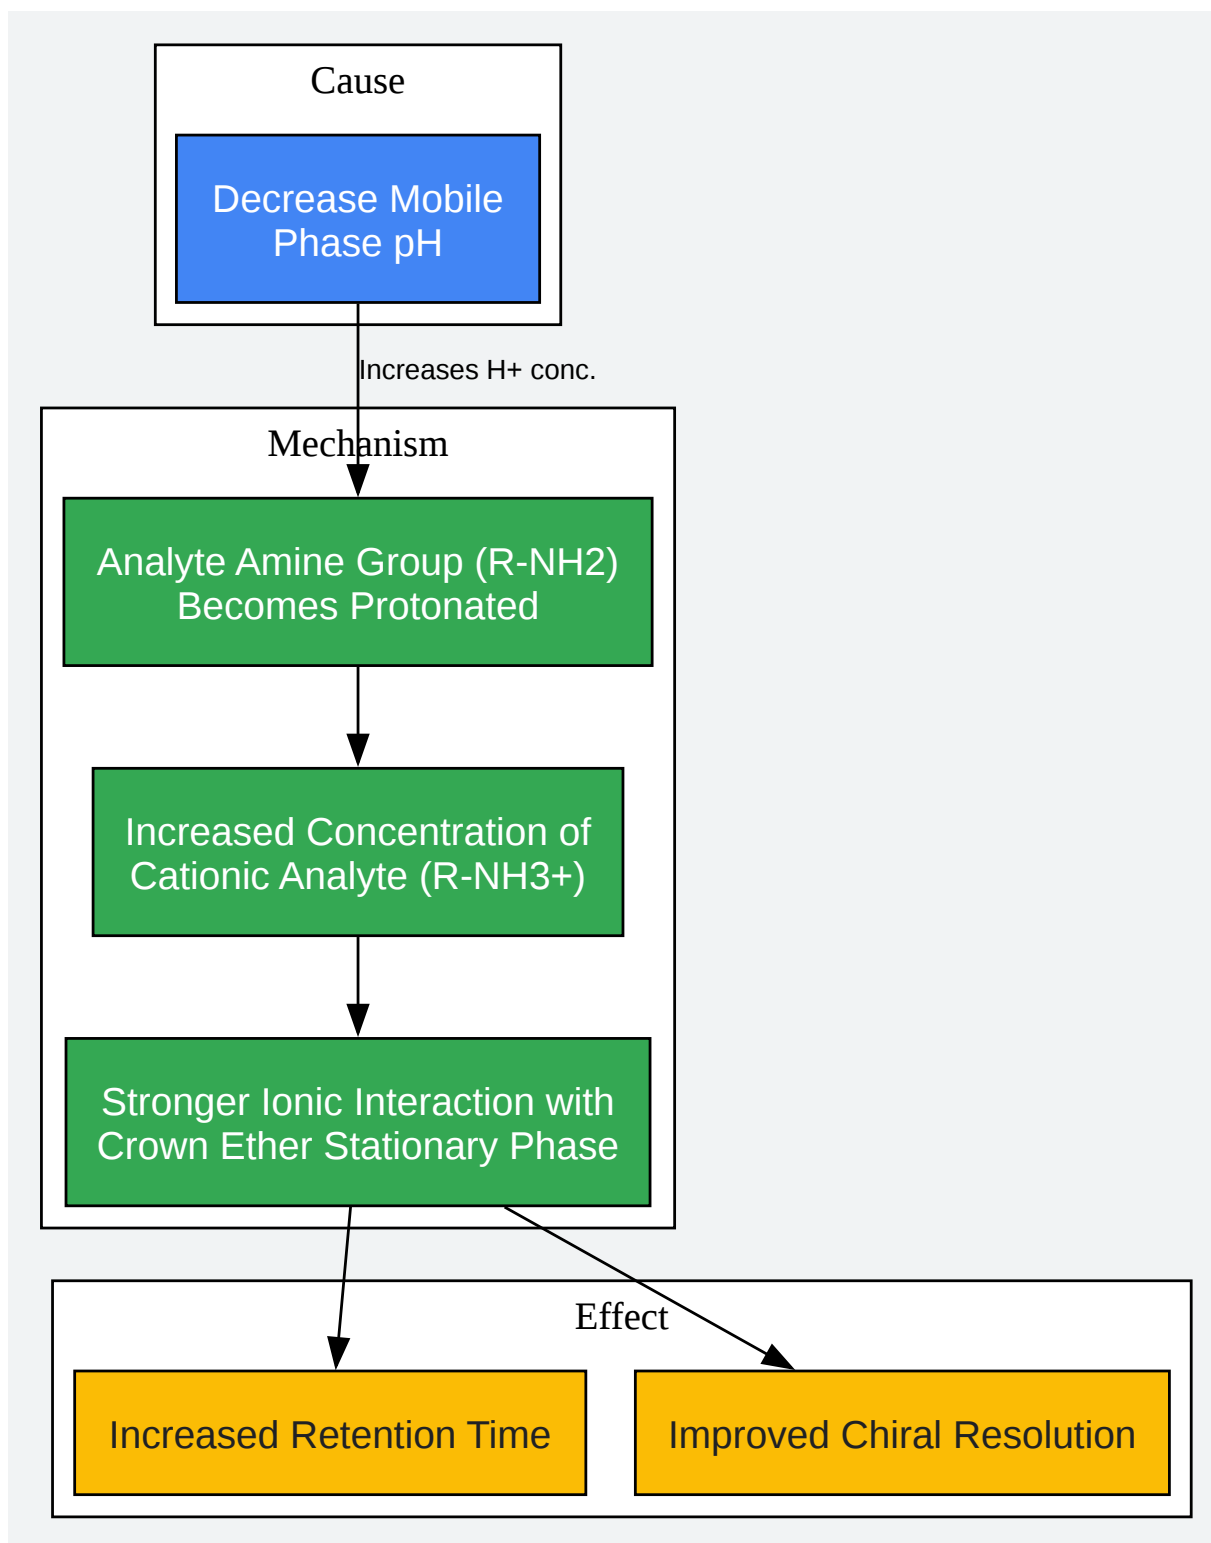 Cause
Decrease Mobile
Phase pH
Increases H+ conc.
Mechanism
Analyte Amine Group (R-NH2)
Becomes Protonated
Increased Concentration of
Cationic Analyte (R-NH3+)
Stronger Ionic Interaction with
Crown Ether Stationary Phase
Effect
Increased Retention Time
Improved Chiral Resolution